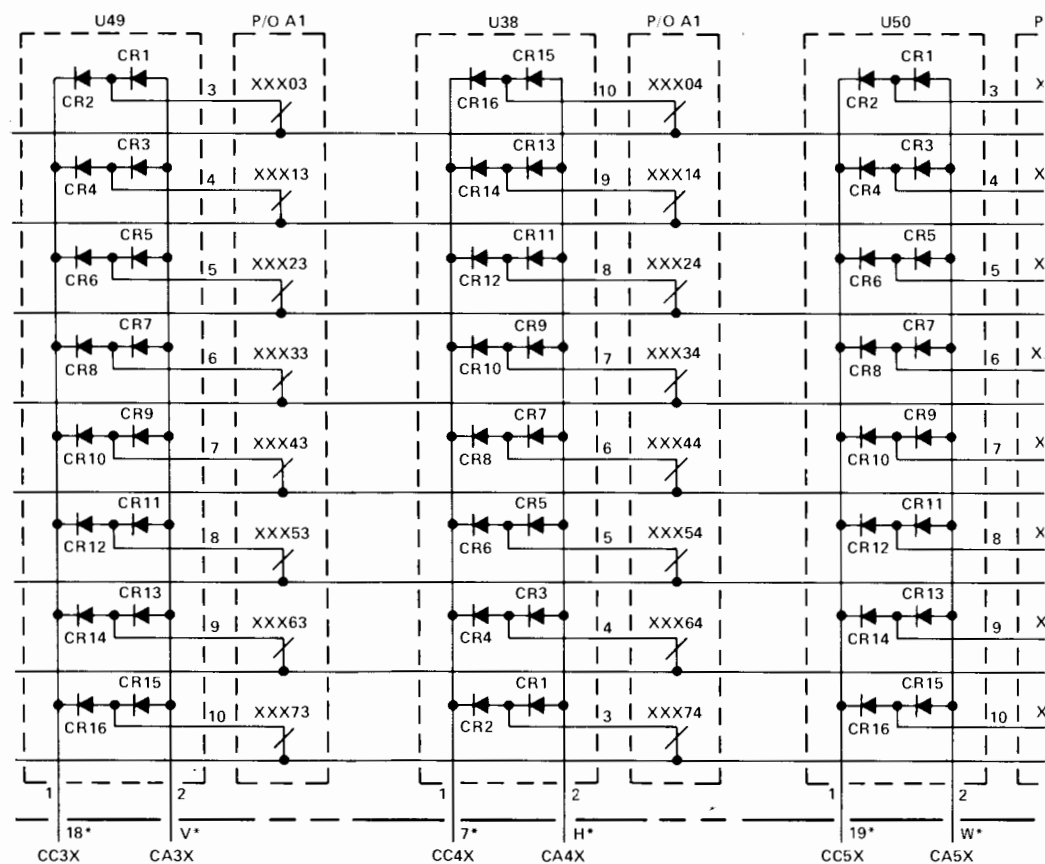 U49 P/O A1 U38 P/O A1 U50 P
CR1 CR15 CR1
3 XXX03 10 XXX04 3 X
CR2 CR16 CR2
CR3 CR13 CR3
4 XXX13 9 XXX14 4 X
CR4 CR14 CR4
CR5 CR11 CR5
5 XXX23 8 XXX24 5 X
CR6 CR12 CR6
CR7 CR9 CR7
6 XXX33 7 XXX34 6 X
CR8 CR10 CR8
CR9 CR7 CR9
7 XXX43 6 XXX44 7 X
CR10 CR8 CR10
CR11 CR5 CR11
8 XXX53 5 XXX54 8 X
CR12 CR6 CR12
CR13 CR3 CR13
9 XXX63 4 XXX64 9 X
CR14 CR4 CR14
CR15 CR1 CR15
10 XXX73 3 XXX74 10 X
CR16 CR2 CR16
1 2 1 2 1 2
18* V* 7* H* 19* W*
CC3X CA3X CC4X CA4X CC5X CA5X